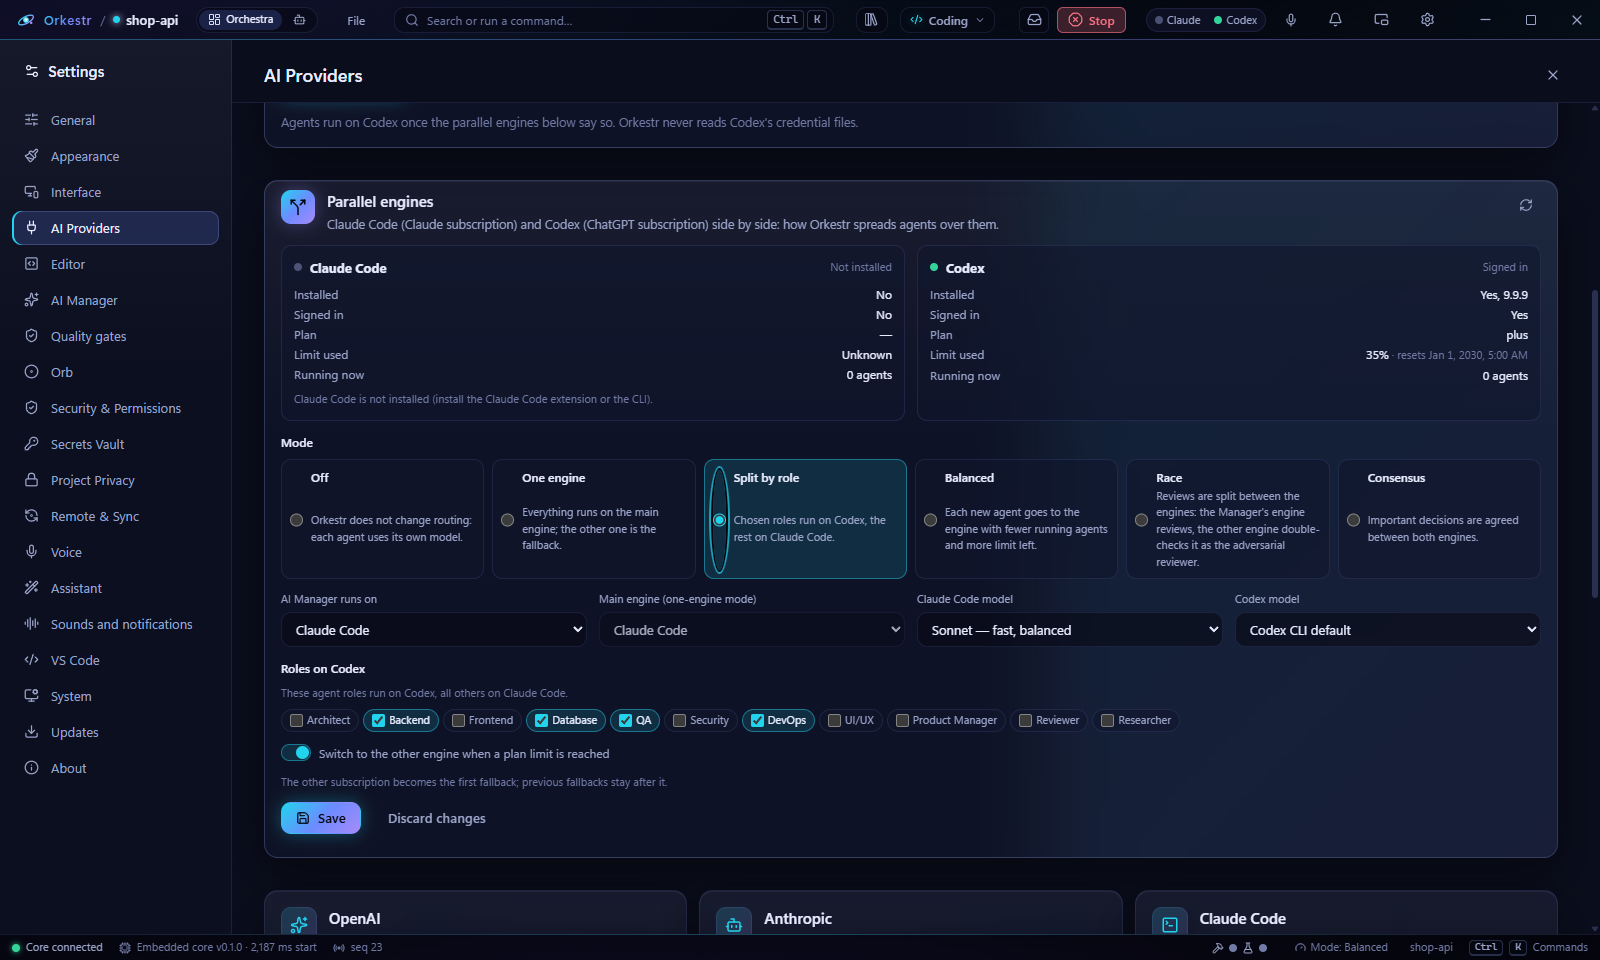 Orkestr / shop-api
Orchestra
File
Search or run a command...
Ctrl K
Coding
Stop
Claude
Codex
Settings
General
Appearance
Interface
AI Providers
Editor
AI Manager
Quality gates
Orb
Security & Permissions
Secrets Vault
Project Privacy
Remote & Sync
Voice
Assistant
Sounds and notifications
VS Code
System
Updates
About
AI Providers
Agents run on Codex once the parallel engines below say so. Orkestr never reads Codex's credential files.
Parallel engines
Claude Code (Claude subscription) and Codex (ChatGPT subscription) side by side: how Orkestr spreads agents over them.
Claude Code
Not installed
Installed
No
Signed in
No
Plan
—
Limit used
Unknown
Running now
0 agents
Claude Code is not installed (install the Claude Code extension or the CLI).
Codex
Signed in
Installed
Yes, 9.9.9
Signed in
Yes
Plan
plus
Limit used
35% · resets Jan 1, 2030, 5:00 AM
Running now
0 agents
Mode
Off
Orkestr does not change routing:
each agent uses its own model.
One engine
Everything runs on the main
engine; the other one is the
fallback.
Split by role
Chosen roles run on Codex, the
rest on Claude Code.
Balanced
Each new agent goes to the
engine with fewer running agents
and more limit left.
Race
Reviews are split between the
engines: the Manager's engine
reviews, the other engine double-
checks it as the adversarial
reviewer.
Consensus
Important decisions are agreed
between both engines.
AI Manager runs on
Claude Code
Main engine (one-engine mode)
Claude Code
Claude Code model
Sonnet — fast, balanced
Codex model
Codex CLI default
Roles on Codex
These agent roles run on Codex, all others on Claude Code.
Architect
Backend
Frontend
Database
QA
Security
DevOps
UI/UX
Product Manager
Reviewer
Researcher
Switch to the other engine when a plan limit is reached
The other subscription becomes the first fallback; previous fallbacks stay after it.
Save
Discard changes
OpenAI
Anthropic
Claude Code
Core connected
Embedded core v0.1.0 · 2,187 ms start
seq 23
Mode: Balanced
shop-api
Ctrl K Commands